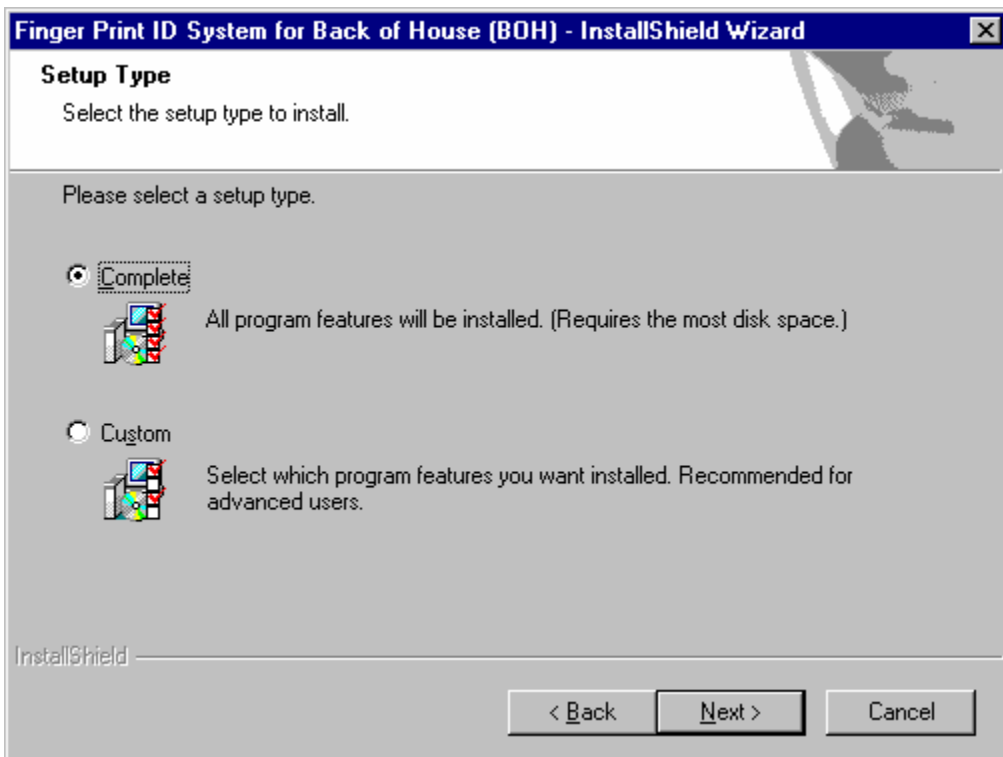 Finger Print ID System for Back of House (BOH) - InstallShield Wizard
Setup Type
Select the setup type to install.
Please select a setup type.
Complete
All program features will be installed. (Requires the most disk space.)
Custom
Select which program features you want installed. Recommended for
advanced users.
InstallShield
< Back
Next >
Cancel